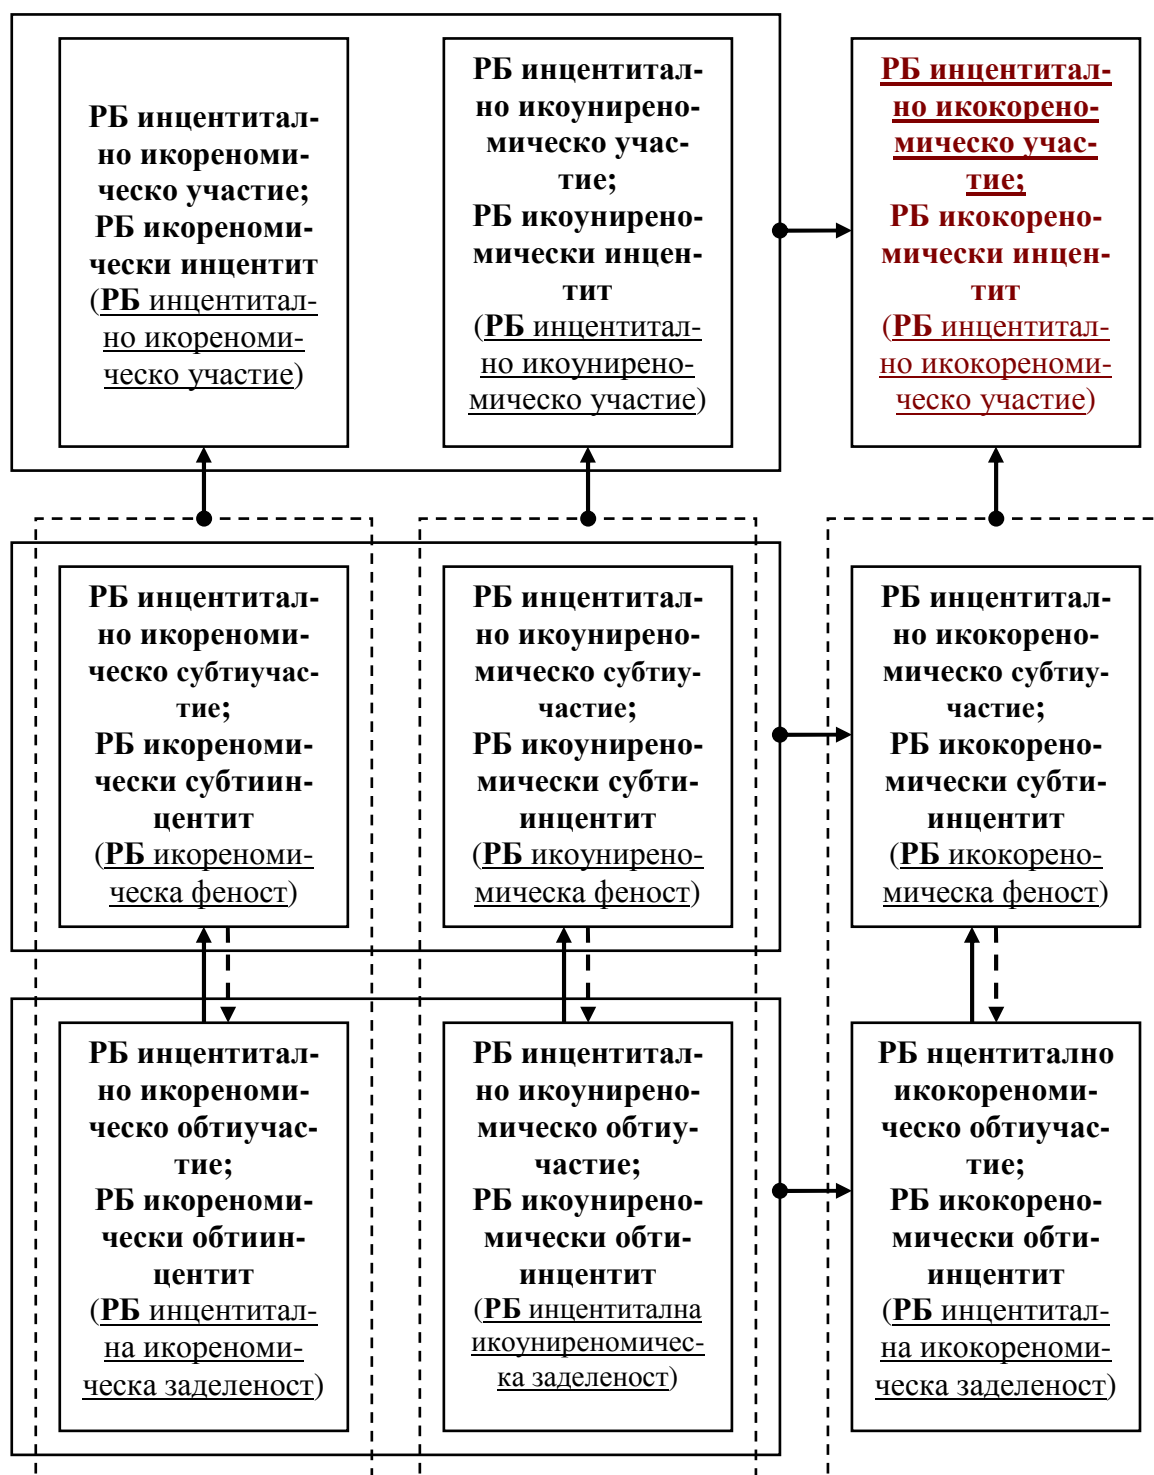 РБ инцентитал-
но икореноми-
ческо участие;
РБ икореноми-
чески инцентит
(РБ инцентитал-
но икореноми-
ческо участие)
РБ инцентитал-
но икоунирено-
мическо учас-
тие;
РБ икоунирено-
мически инцен-
тит
(РБ инцентитал-
но икоунирено-
мическо участие)
РБ инцентитал-
но икокорено-
мическо учас-
тие;
РБ икокорено-
мически инцен-
тит
(РБ инцентитал-
но икокореноми-
ческо участие)
РБ инцентитал-
но икореноми-
ческо субтиучас-
тие;
РБ икореноми-
чески субтиин-
центит
(РБ икореноми-
ческа феност)
РБ инцентитал-
но икоунирено-
мическо субтиу-
частие;
РБ икоунирено-
мически субти-
инцентит
(РБ икоунирено-
мическа феност)
РБ инцентитал-
но икокорено-
мическо субтиу-
частие;
РБ икокорено-
мически субти-
инцентит
(РБ икокорено-
мическа феност)
РБ инцентитал-
но икореноми-
ческо обтиучас-
тие;
РБ икореноми-
чески обтиин-
центит
(РБ инцентитал-
на икореноми-
ческа заделеност)
РБ инцентитал-
но икоунирено-
мическо обтиу-
частие;
РБ икоунирено-
мически обти-
инцентит
(РБ инцентитална
икоуниреномичес-
ка заделеност)
РБ нцентитално
икокореноми-
ческо обтиучас-
тие;
РБ икокорено-
мически обти-
инцентит
(РБ инцентитал-
на икокореноми-
ческа заделеност)